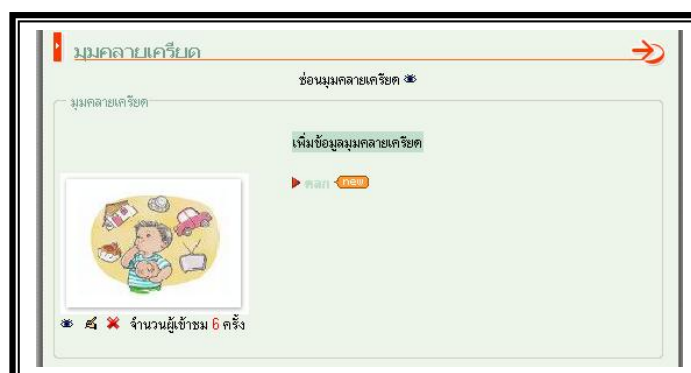 มุมคลายเครียด
ซ่อนมุมคลายเครียด
มุมคลายเครียด
เพิ่มข้อมูลมุมคลายเครียด
ตลก new
จำนวนผู้เข้าชม 6 ครั้ง